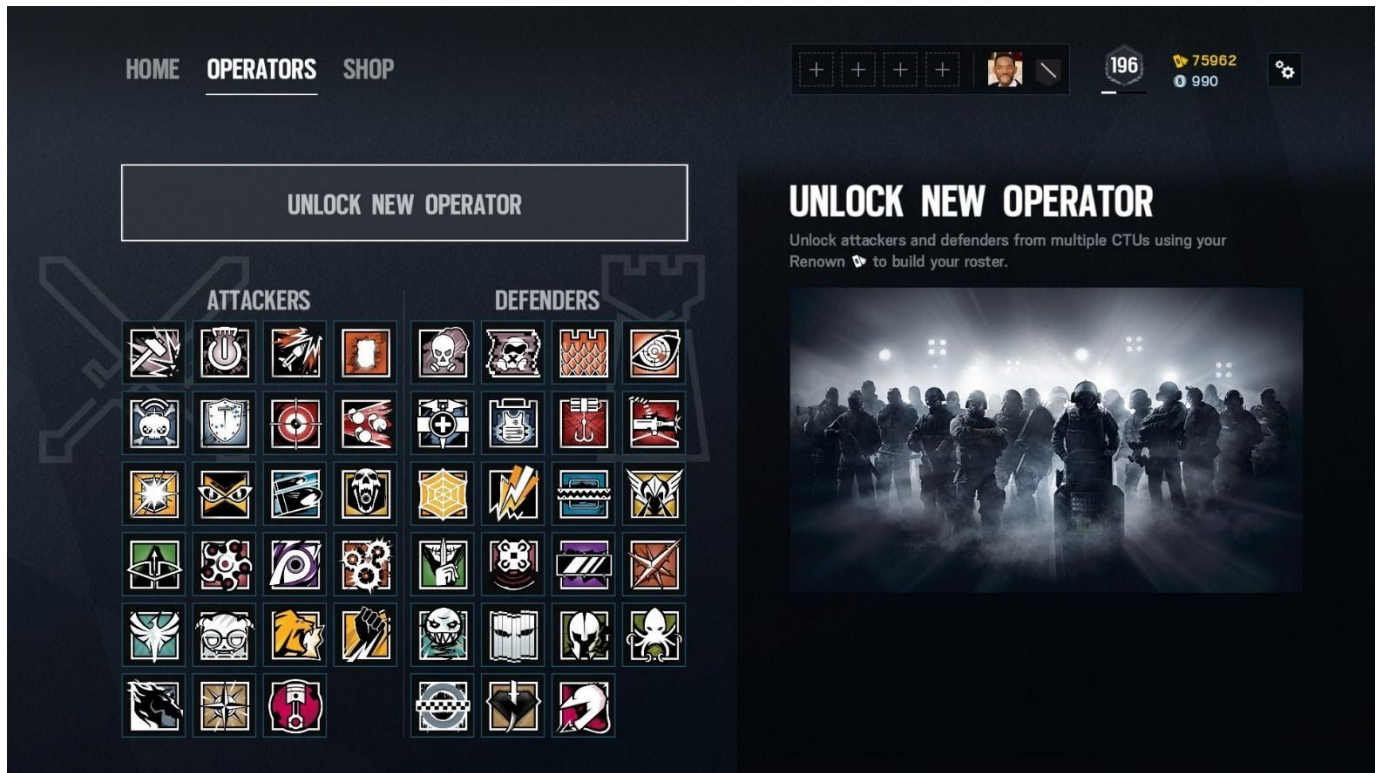 HOME OPERATORS SHOP
196
75962
990
UNLOCK NEW OPERATOR
ATTACKERS DEFENDERS
UNLOCK NEW OPERATOR
Unlock attackers and defenders from multiple CTUs using your
Renown to build your roster.